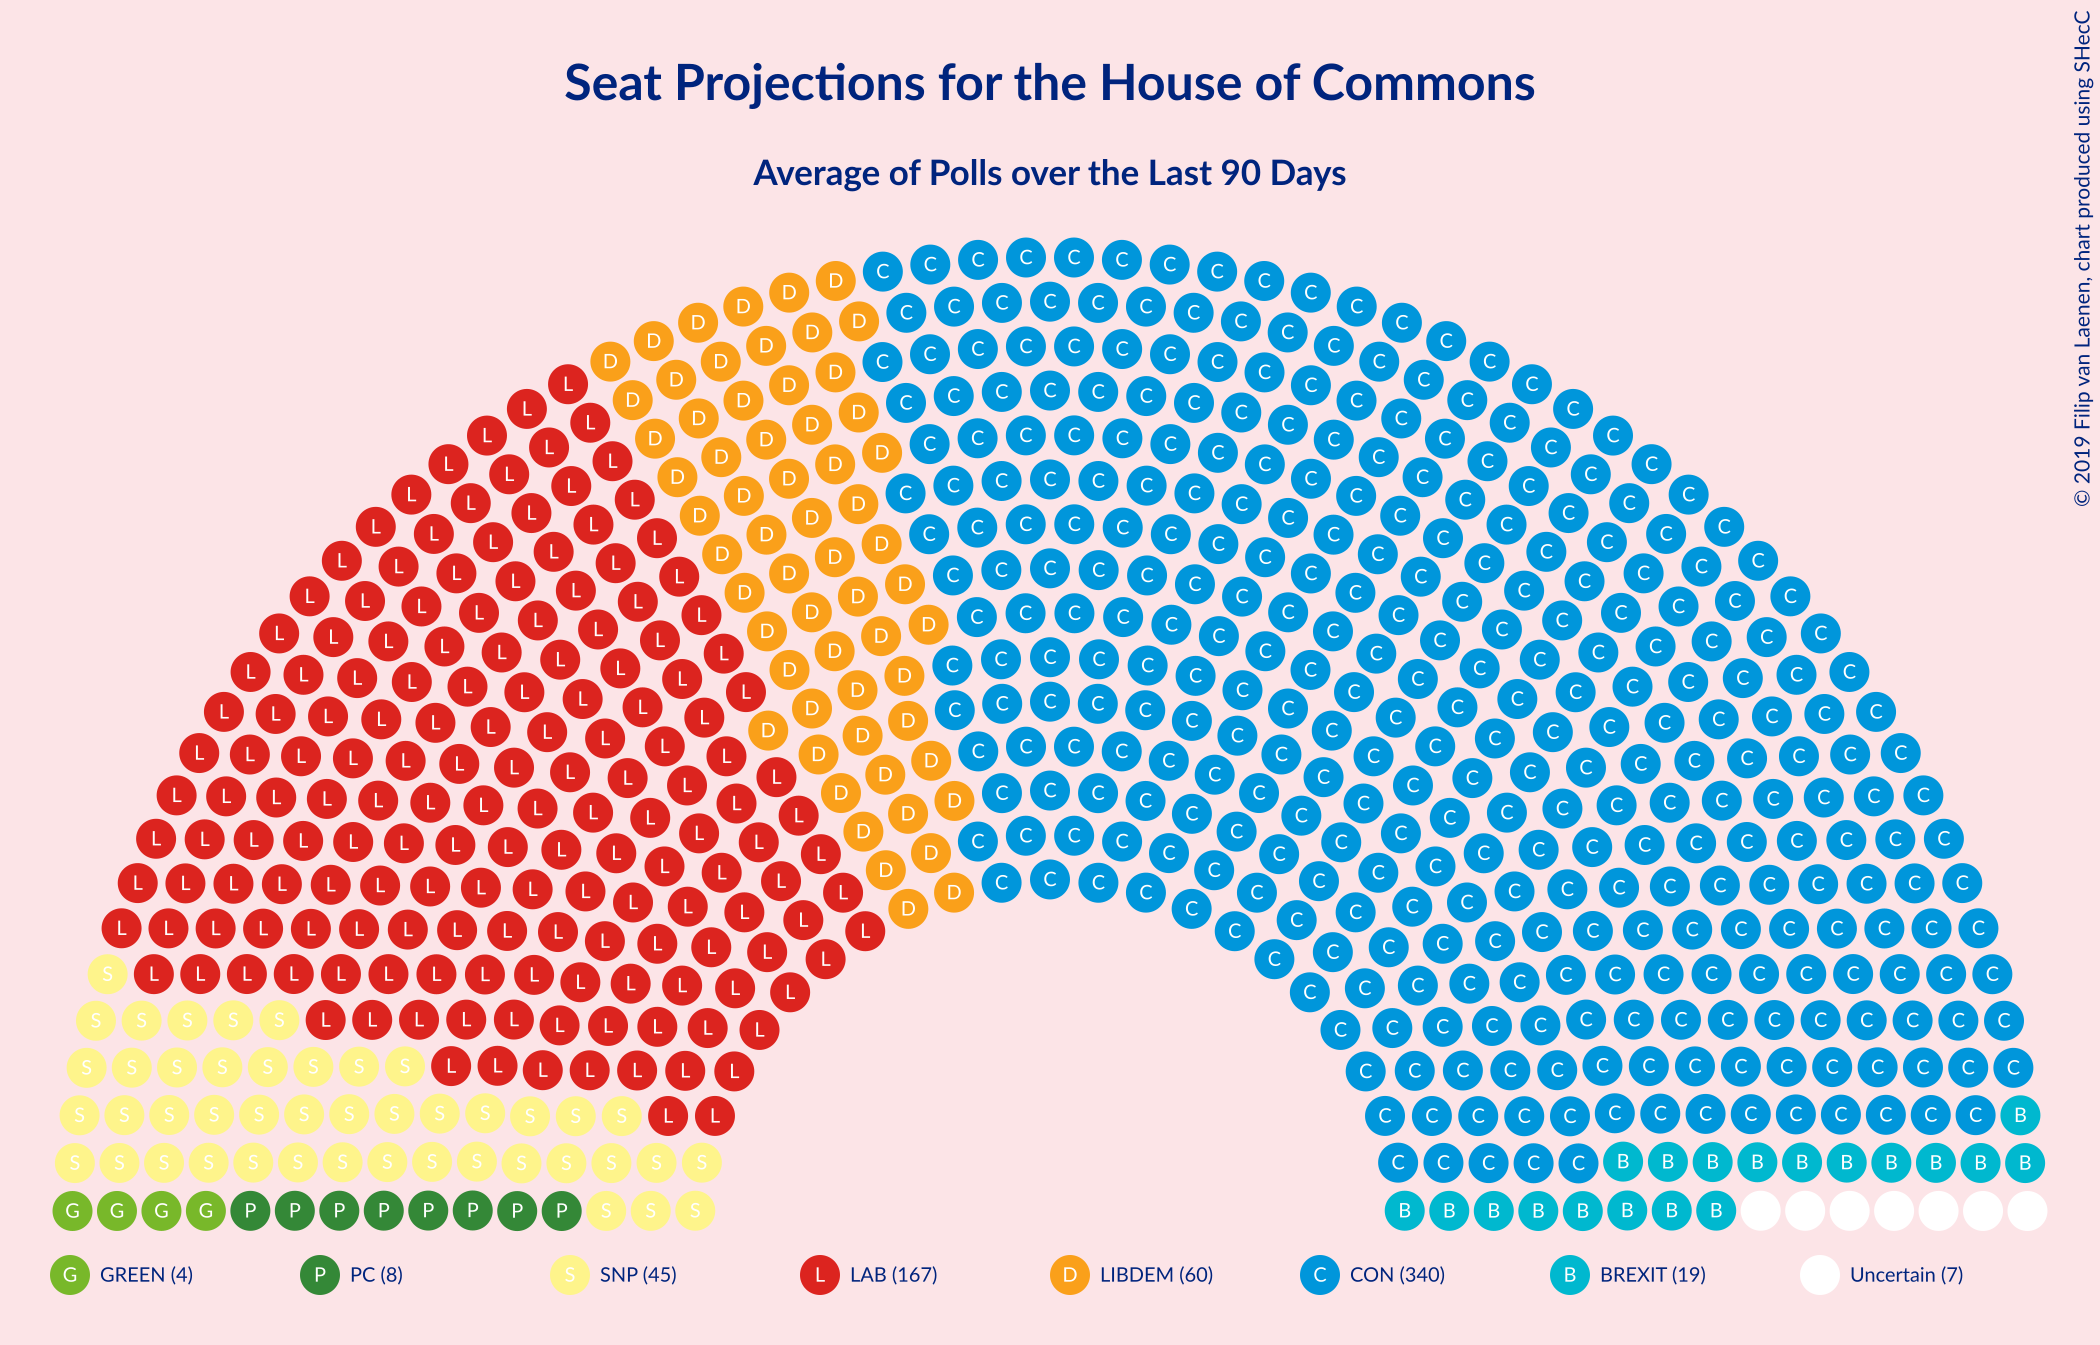 Seat Projections for the House of Commons
Average of Polls over the Last 90 Days
© 2019 Filip van Laenen, chart produced using SHecC
G GREEN (4)
P PC (8)
S SNP (45)
L LAB (167)
D LIBDEM (60)
C CON (340)
B BREXIT (19)
Uncertain (7)